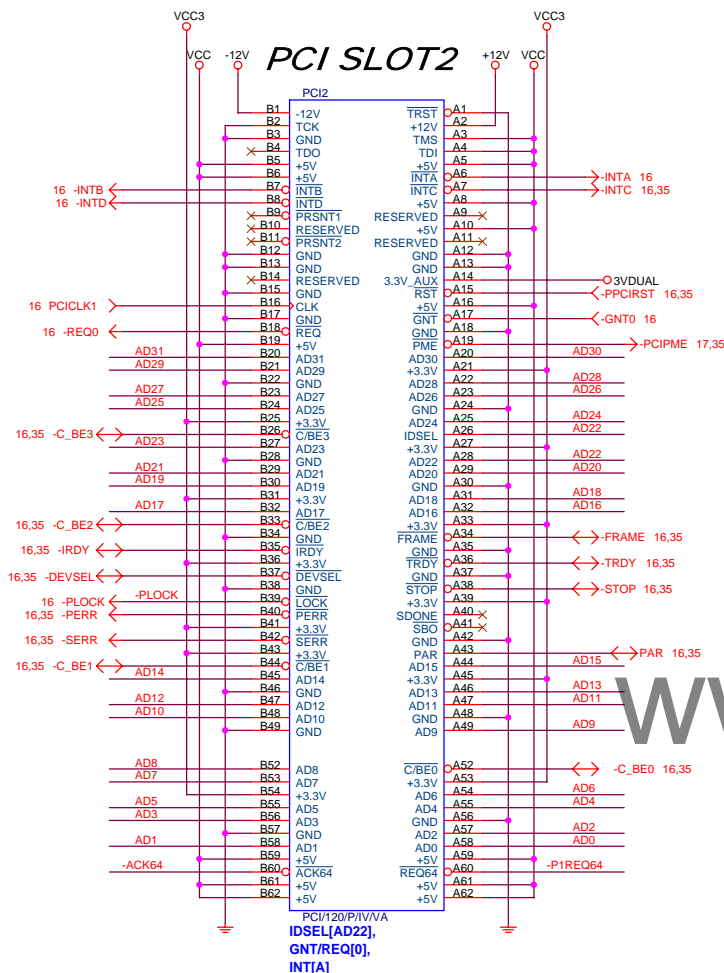 VCC3
VCC3
VCC -12V
PCI SLOT2
+12V VCC
PCI2
B1 -12V TRST A1
B2 TCK +12V A2
B3 GND TMS A3
B4 TDO TDI A4
B5 +5V +5V A5
B6 +5V INTA A6 -INTA 16
16 -INTB B7 INTB INTC A7 -INTC 16,35
16 -INTD B8 INTD +5V A8
B9 PRSNT1 RESERVED A9
B10 RESERVED +5V A10
B11 PRSNT2 RESERVED A11
B12 GND GND A12
B13 GND GND A13
B14 RESERVED 3.3V_AUX A14 3VDUAL
B15 GND RST A15 -PPCIRST 16,35
16 PCICLK1 B16 CLK +5V A16
B17 GND GNT A17 -GNT0 16
16 -REQ0 B18 REQ GND A18
B19 +5V PME A19 -PCIPME 17,35
AD31 B20 AD31 AD30 A20 AD30
AD29 B21 AD29 +3.3V A21
B22 GND AD28 A22 AD28
AD27 B23 AD27 AD26 A23 AD26
AD25 B24 AD25 GND A24
B25 +3.3V AD24 A25 AD24
16,35 -C_BE3 B26 C/BE3 IDSEL A26 AD22
AD23 B27 AD23 +3.3V A27
B28 GND AD22 A28 AD22
AD21 B29 AD21 AD20 A29 AD20
AD19 B30 AD19 GND A30
B31 +3.3V AD18 A31 AD18
AD17 B32 AD17 AD16 A32 AD16
16,35 -C_BE2 B33 C/BE2 +3.3V A33
B34 GND FRAME A34 -FRAME 16,35
16,35 -IRDY B35 IRDY GND A35
B36 +3.3V TRDY A36 -TRDY 16,35
16,35 -DEVSEL B37 DEVSEL GND A37
B38 GND STOP A38 -STOP 16,35
16 -PLOCK -PLOCK B39 LOCK +3.3V A39
16,35 -PERR B40 PERR SDONE A40
B41 +3.3V SBO A41
16,35 -SERR B42 SERR GND A42
B43 +3.3V PAR A43 PAR 16,35
16,35 -C_BE1 B44 C/BE1 AD15 A44 AD15
AD14 B45 AD14 +3.3V A45
B46 GND AD13 A46 AD13
AD12 B47 AD12 AD11 A47 AD11
AD10 B48 AD10 GND A48
B49 GND AD9 A49 AD9
AD8 B52 AD8 C/BE0 A52 -C_BE0 16,35
AD7 B53 AD7 +3.3V A53
B54 +3.3V AD6 A54 AD6
AD5 B55 AD5 AD4 A55 AD4
AD3 B56 AD3 GND A56
B57 GND AD2 A57 AD2
AD1 B58 AD1 AD0 A58 AD0
B59 +5V +5V A59
-ACK64 B60 ACK64 REQ64 A60 -P1REQ64
B61 +5V +5V A61
B62 +5V +5V A62
PCI/120/P/IV/VA
IDSEL[AD22],
GNT/REQ[0],
INT[A]